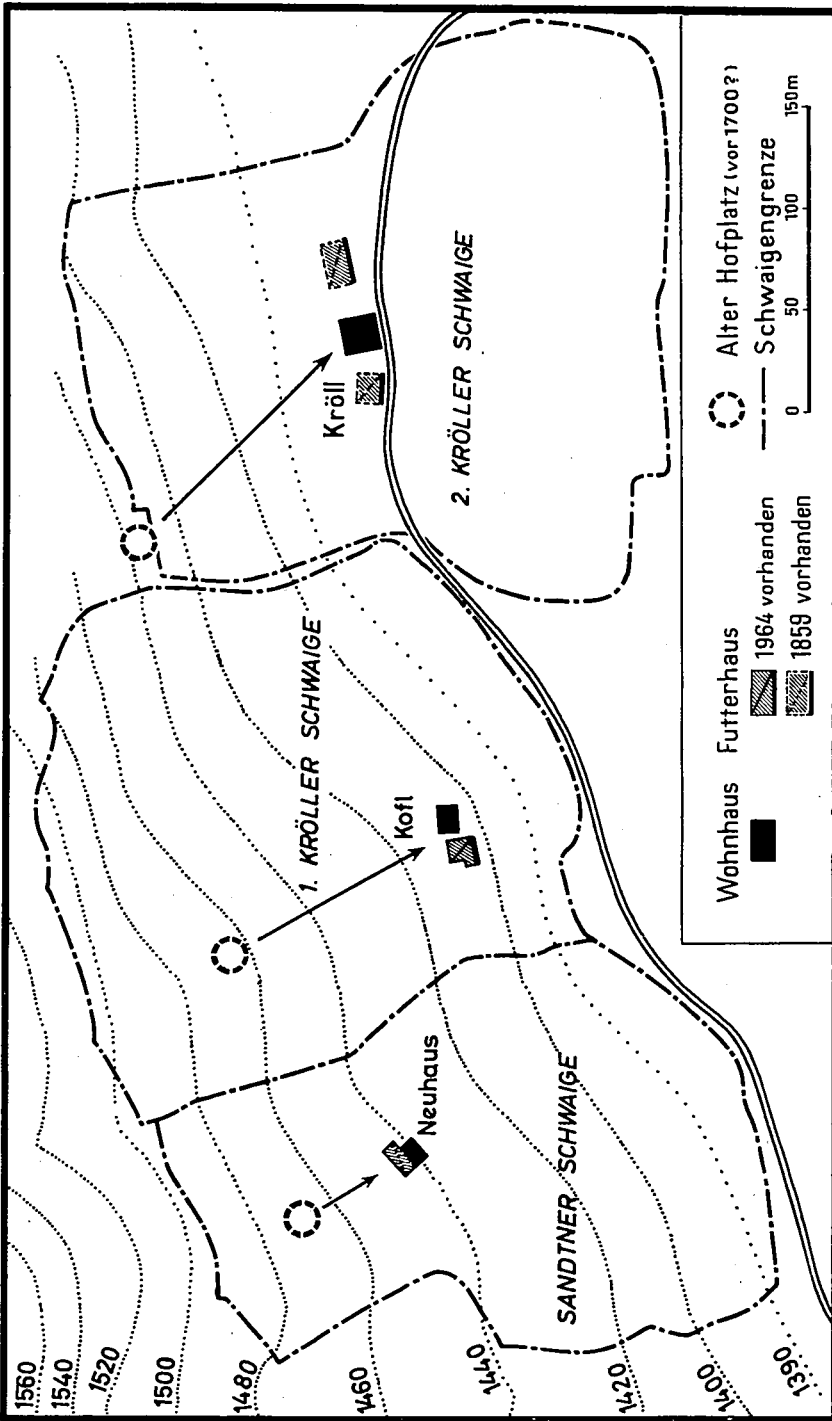 1560
1540
1520
1500
1480
1460
1440
1420
1400
1390
SANDTNER SCHWAIGE
Neuhaus
1. KRÖLLER SCHWAIGE
Kofl
Kröll
2. KRÖLLER SCHWAIGE
Wohnhaus
Futterhaus
1964 vorhanden
1859 vorhanden
Alter Hofplatz (vor 1700?)
Schwaigengrenze
0 50 100 150m